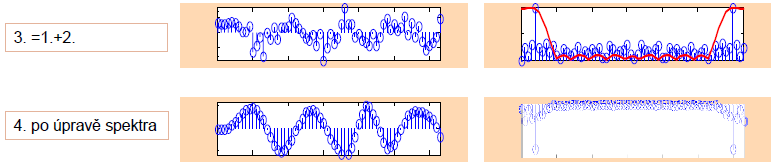 3. =1.+2.
4. po úpravě spektra